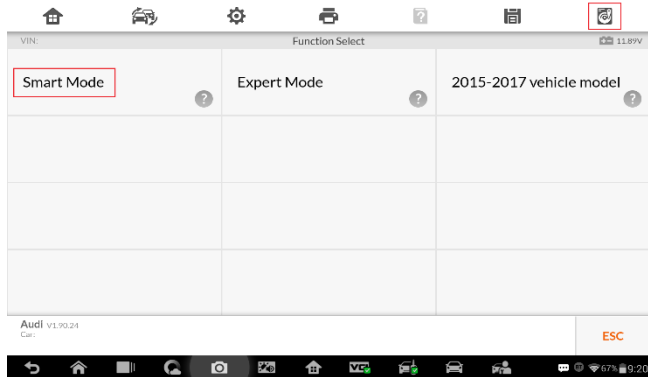 VIN:
Function Select
11.89V
Smart Mode
?
Expert Mode
?
2015-2017 vehicle model
?
Audi V1.90.24
Car:
ESC
VCI
67% 9:20